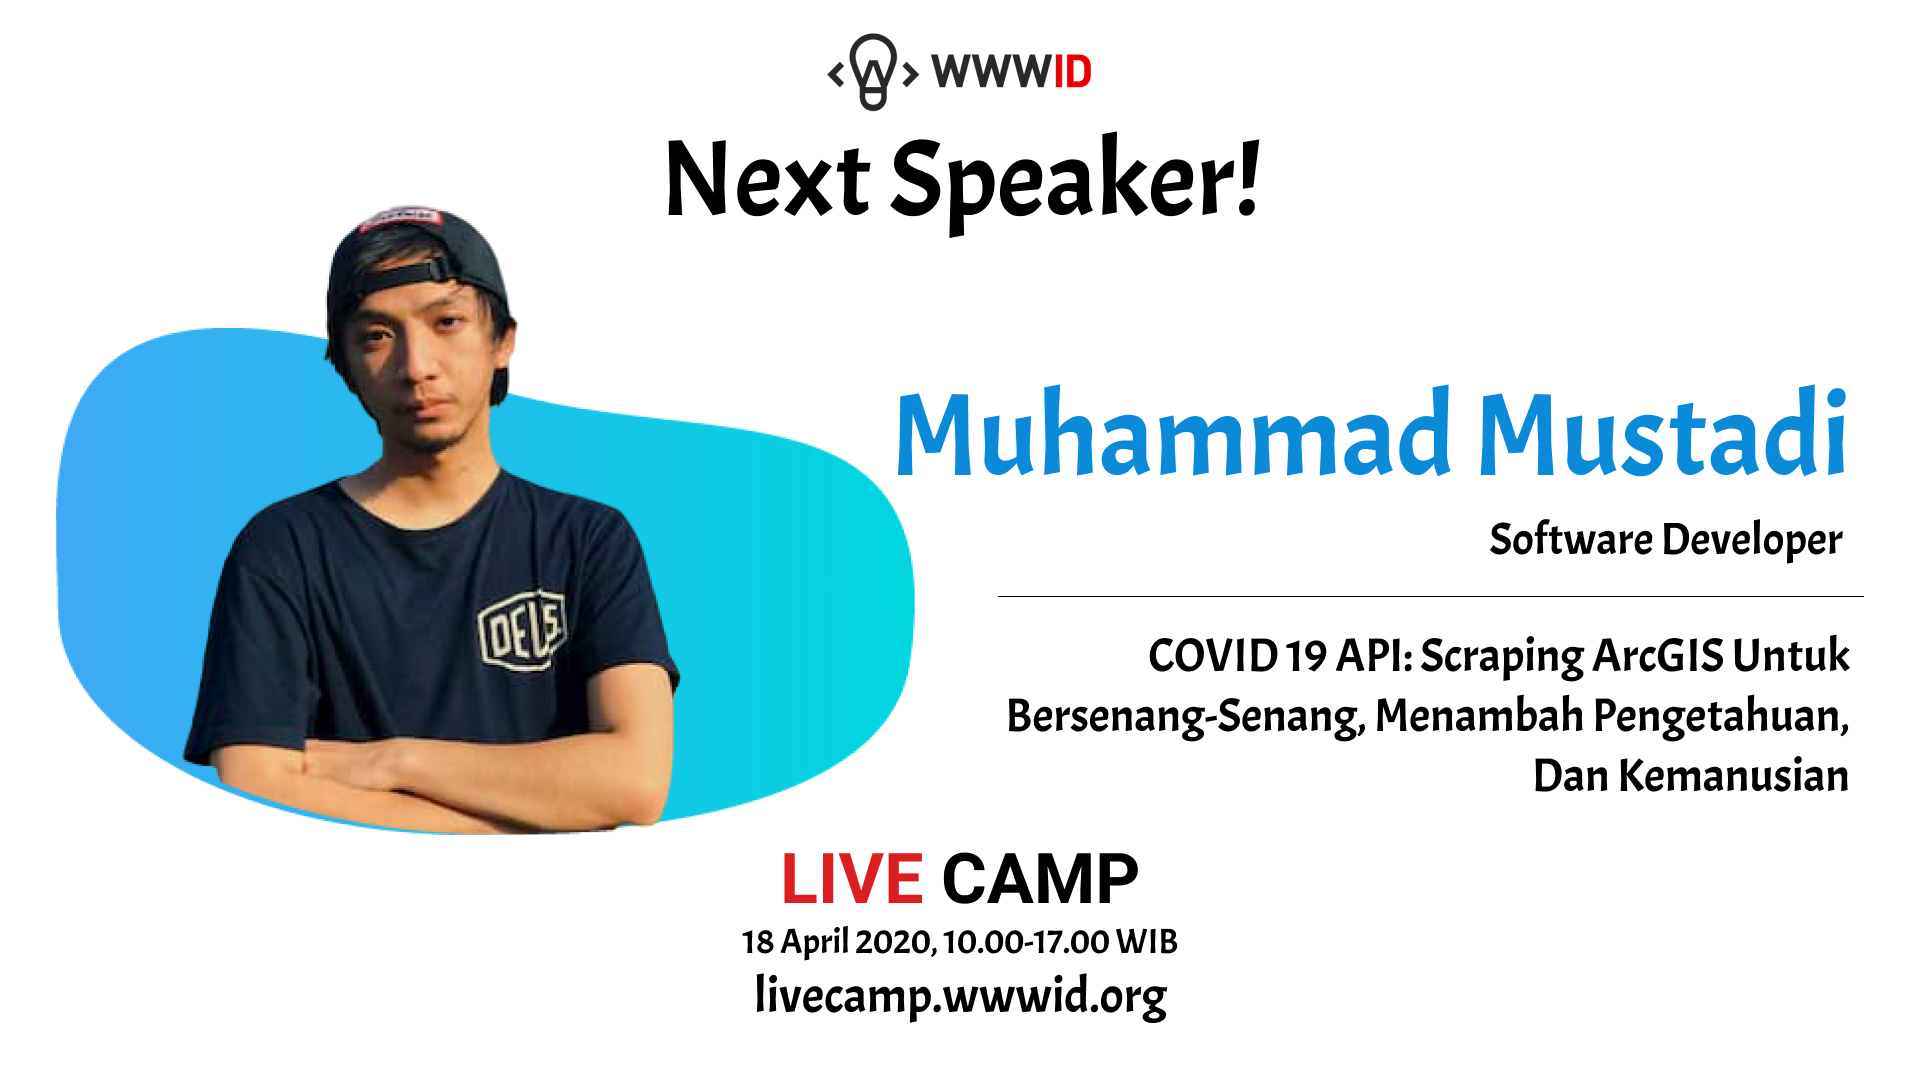 WWWID
Next Speaker!
Muhammad Mustadi
Software Developer
COVID 19 API: Scraping ArcGIS Untuk
Bersenang-Senang, Menambah Pengetahuan,
Dan Kemanusian
DEUS
LIVE CAMP
18 April 2020, 10.00-17.00 WIB
livecamp.wwwid.org